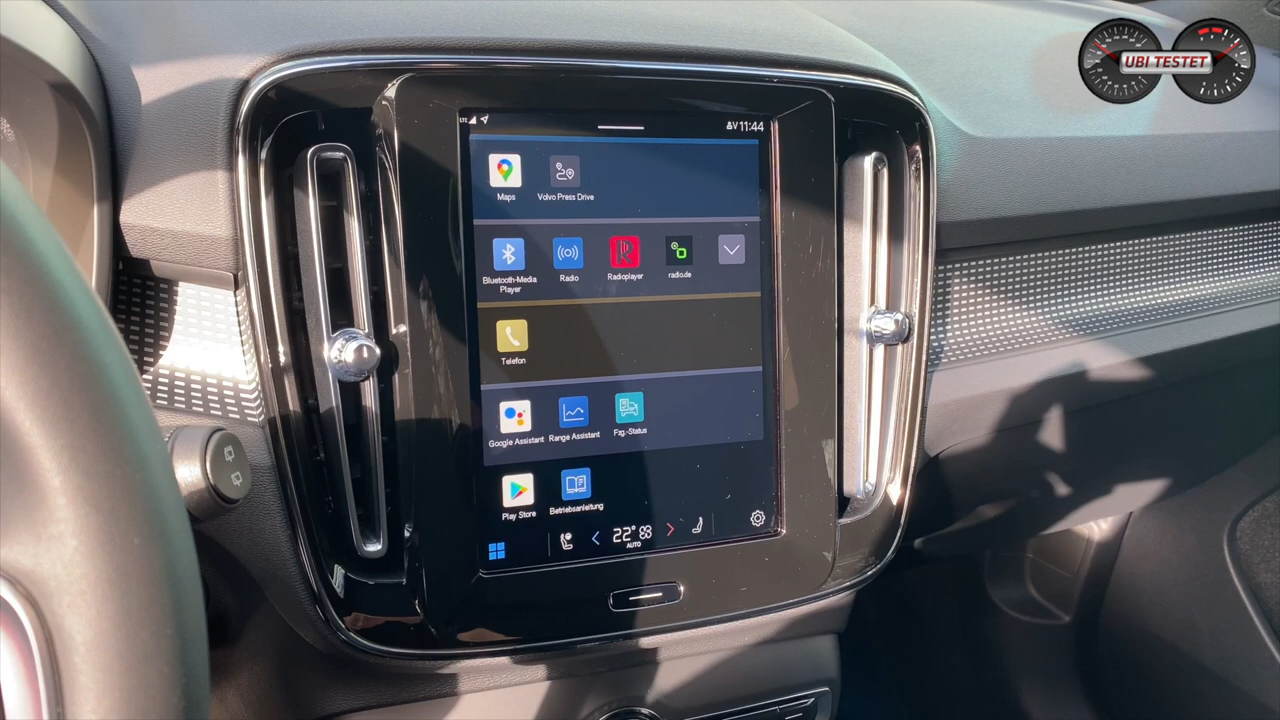 UBI TESTET
LTE
11:44
Maps
Volvo Press Drive
Bluetooth-Media
Player
Radio
Radioplayer
radio.de
Telefon
Google Assistant
Range Assistant
Fzg.-Status
Play Store
Betriebsanleitung
22°
AUTO